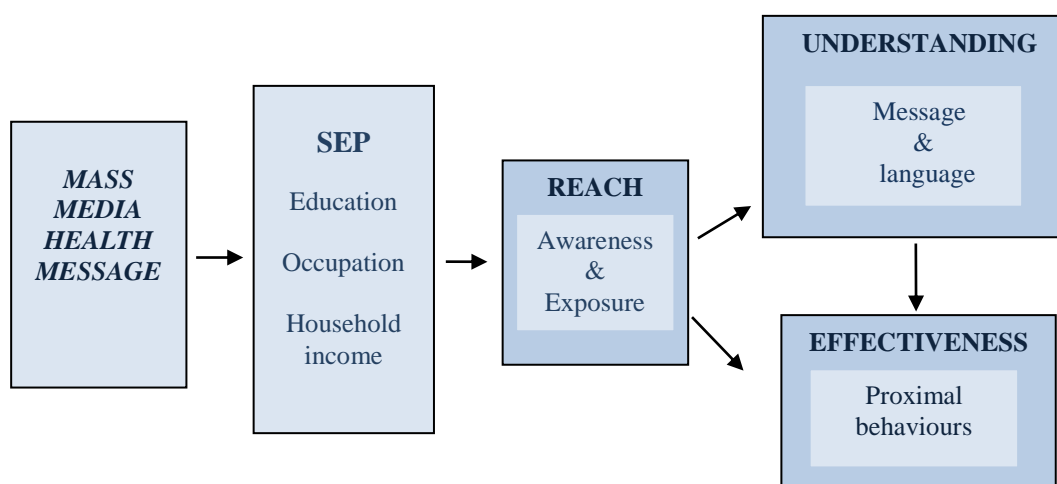 MASS
MEDIA
HEALTH
MESSAGE
SEP
Education
Occupation
Household
income
REACH
Awareness
&
Exposure
UNDERSTANDING
Message
&
language
EFFECTIVENESS
Proximal
behaviours